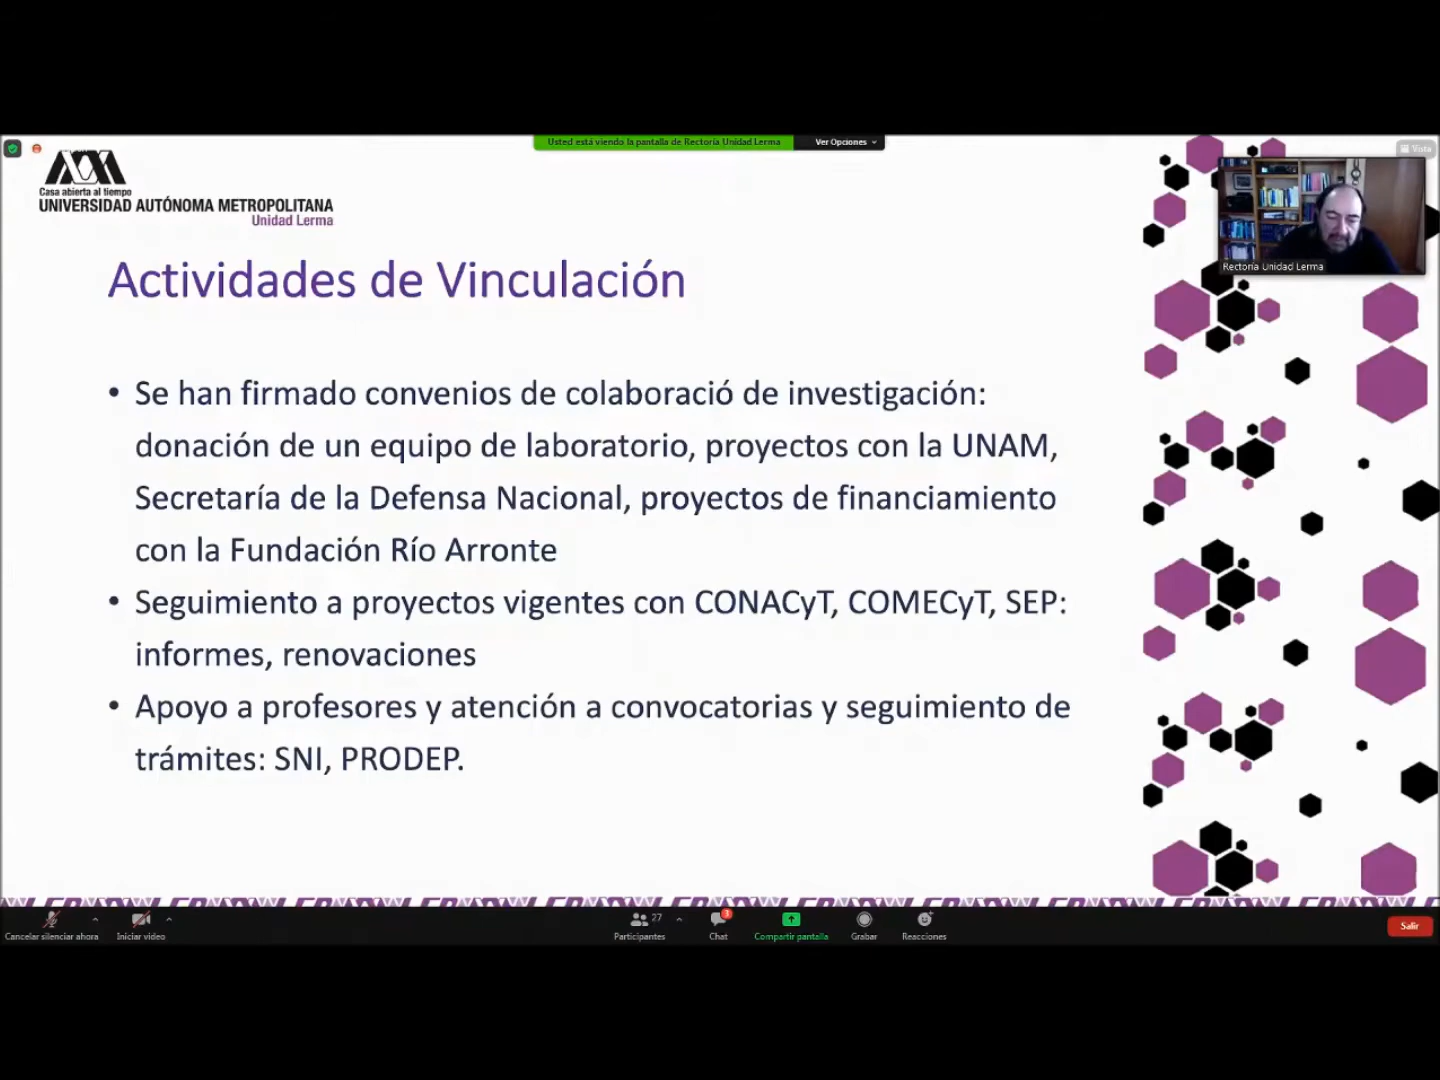 Usted está viendo la pantalla de Rectoría Unidad Lerma
Ver Opciones
Vista
Casa abierta al tiempo
UNIVERSIDAD AUTÓNOMA METROPOLITANA
Unidad Lerma
Rectoría Unidad Lerma
Actividades de Vinculación
• Se han firmado convenios de colaboració de investigación:
donación de un equipo de laboratorio, proyectos con la UNAM,
Secretaría de la Defensa Nacional, proyectos de financiamiento
con la Fundación Río Arronte
• Seguimiento a proyectos vigentes con CONACyT, COMECyT, SEP:
informes, renovaciones
• Apoyo a profesores y atención a convocatorias y seguimiento de
trámites: SNI, PRODEP.
Cancelar silenciar ahora
Iniciar video
27
Participantes
3
Chat
Compartir pantalla
Grabar
Reacciones
Salir